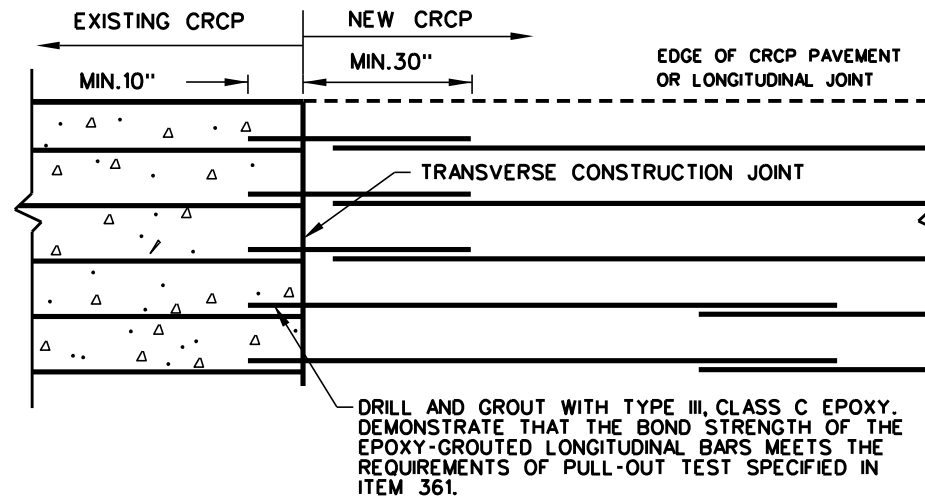 EXISTING CRCP
NEW CRCP
MIN.10"
MIN.30"
EDGE OF CRCP PAVEMENT
OR LONGITUDINAL JOINT
TRANSVERSE CONSTRUCTION JOINT
DRILL AND GROUT WITH TYPE III, CLASS C EPOXY.
DEMONSTRATE THAT THE BOND STRENGTH OF THE
EPOXY-GROUTED LONGITUDINAL BARS MEETS THE
REQUIREMENTS OF PULL-OUT TEST SPECIFIED IN
ITEM 361.